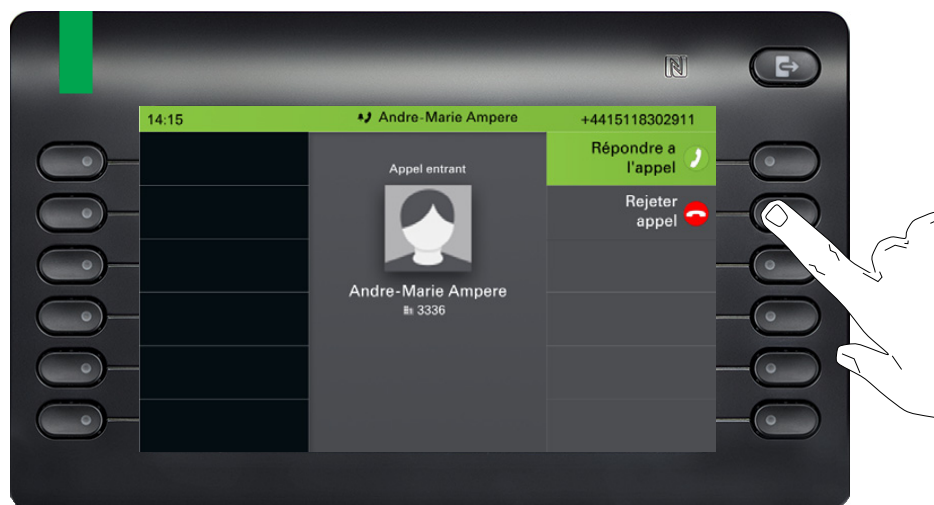 14:15
Andre-Marie Ampere
+4415118302911
Répondre a
l'appel
Appel entrant
Rejeter
appel
Andre-Marie Ampere
3336